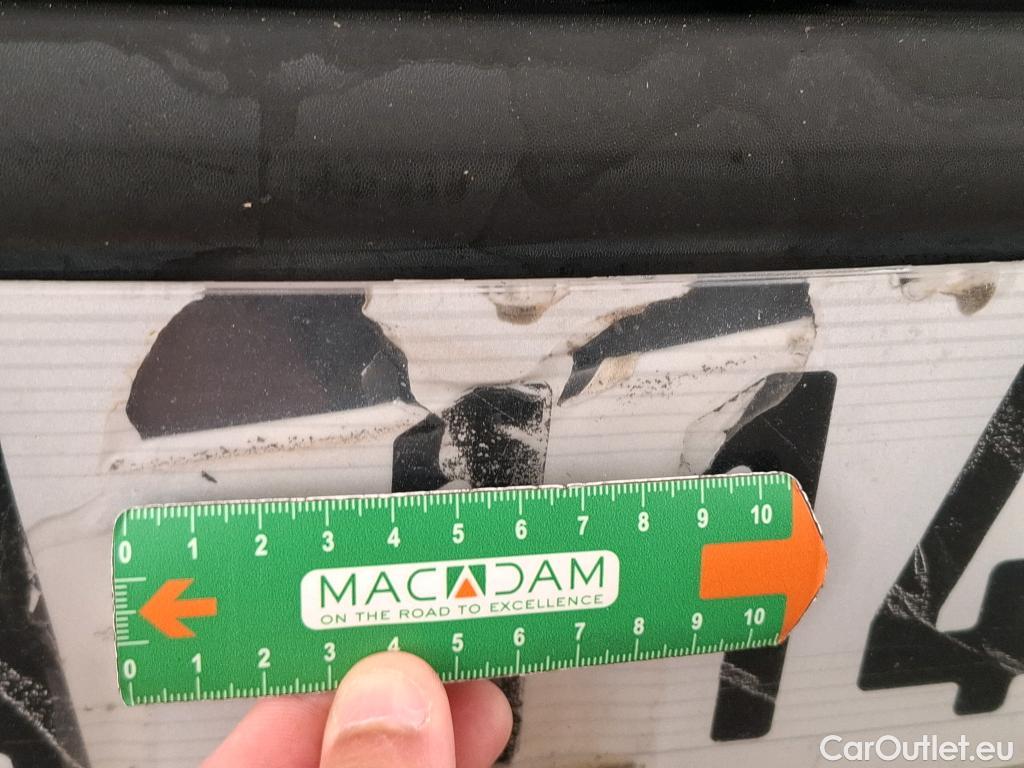 114
0 1 2 3 4 5 6 7 8 9 10
MACADAM
ON THE ROAD TO EXCELLENCE
0 1 2 3 4 5 6 7 8 9 10
CarOutlet.eu